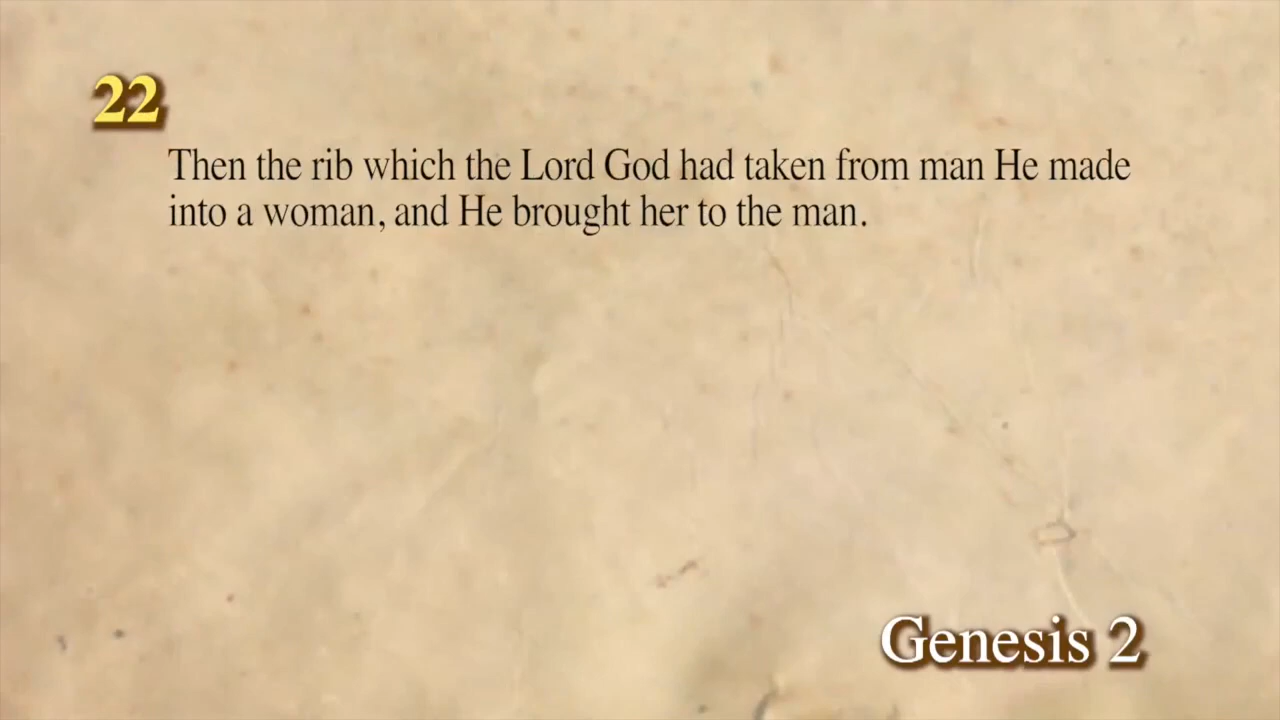 22
Then the rib which the Lord God had taken from man He made
into a woman, and He brought her to the man.
Genesis 2